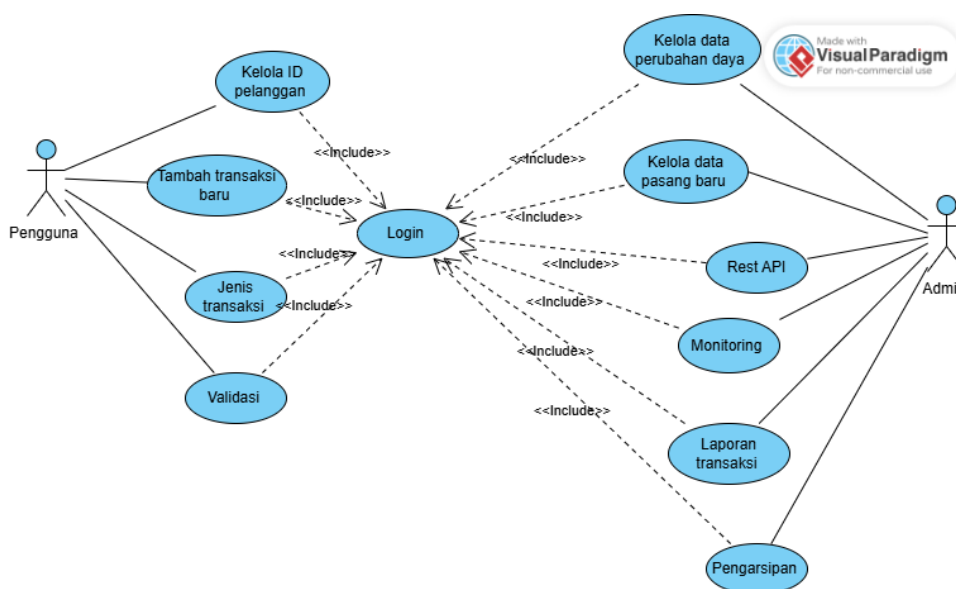 Kelola ID
pelanggan
Kelola data
perubahan daya
Made with
VisualParadigm
For non-commercial use
<<Include>>
<<Include>>
Tambah transaksi
baru
<<Include>>
Kelola data
pasang baru
<<Include>>
Pengguna
Login
<<Include>>
<<Include>>
Rest API
Admi
Jenis
transaksi
<<Include>>
<<Include>>
Monitoring
<<Include>>
Validasi
<<Include>>
Laporan
transaksi
Pengarsipan